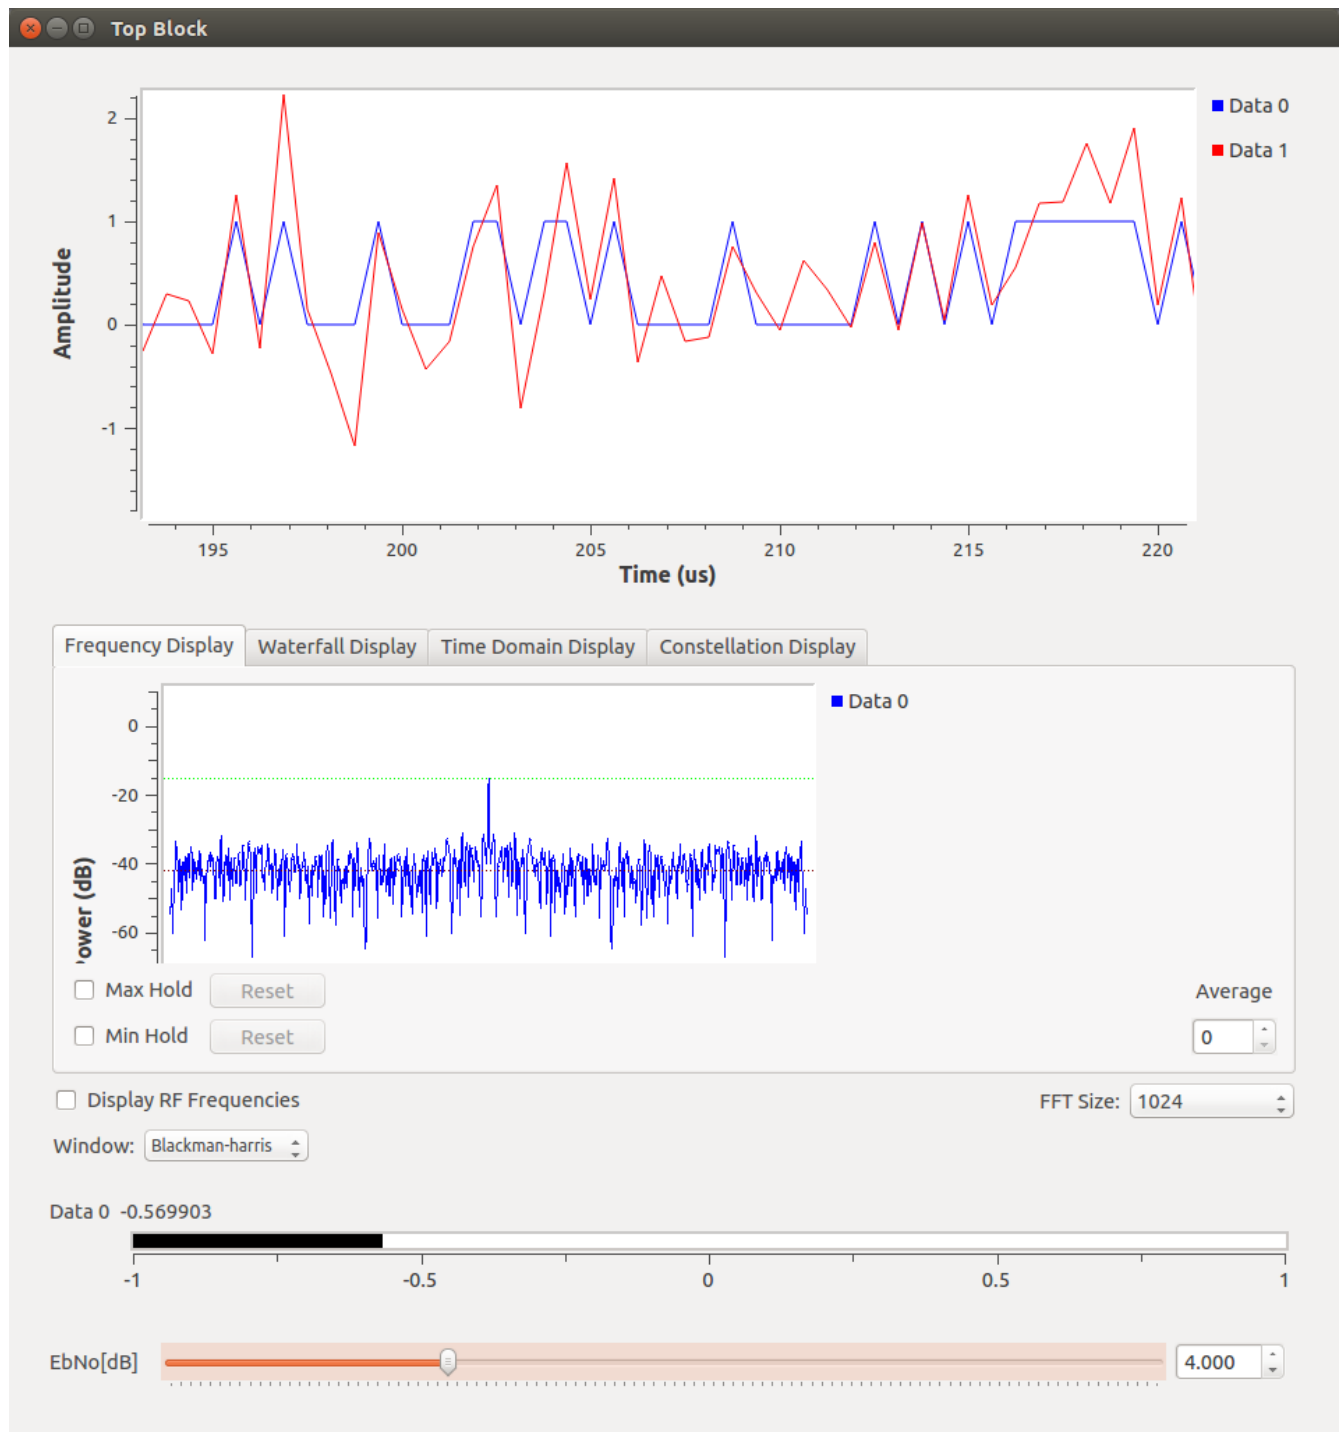 Top Block
2
1
0
-1
Amplitude
Data 0
Data 1
195 200 205 210 215 220
Time (us)
Frequency Display Waterfall Display Time Domain Display Constellation Display
0
-20
-40
-60
Power (dB)
Data 0
Max Hold Reset
Average
Min Hold Reset
0
Display RF Frequencies
FFT Size: 1024
Window: Blackman-harris
Data 0 -0.569903
-1 -0.5 0 0.5 1
EbNo[dB] 4.000